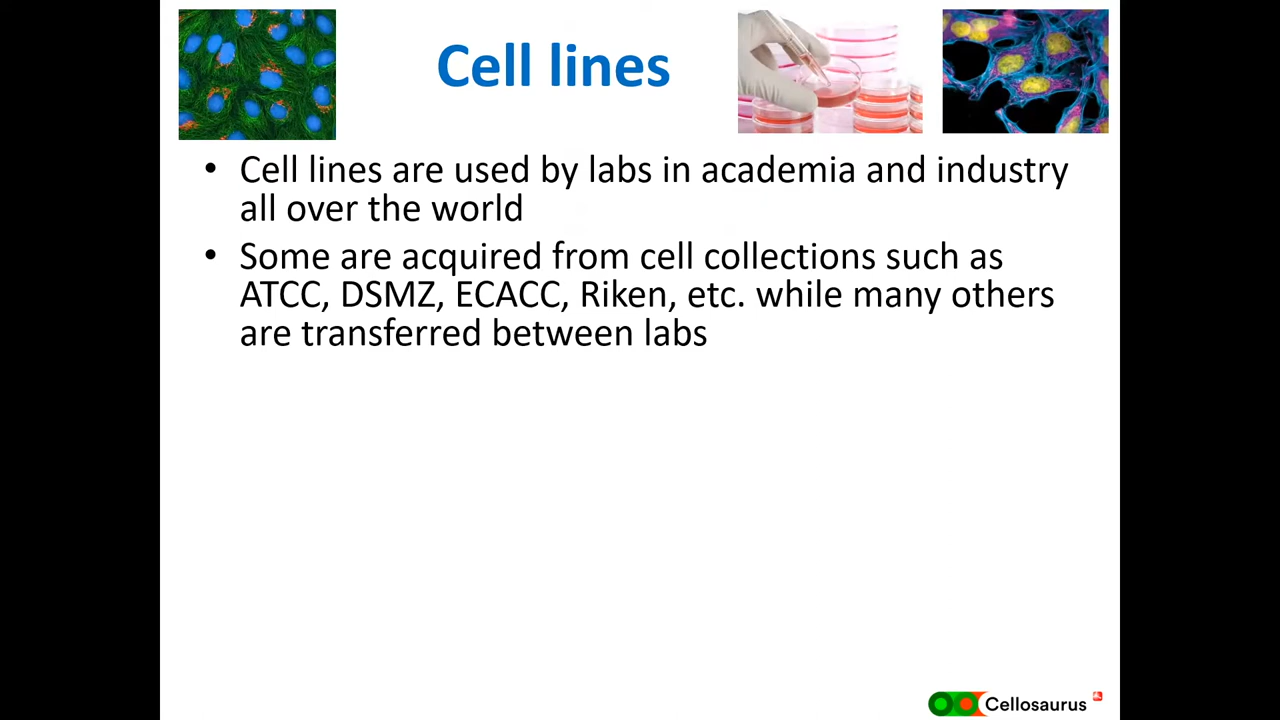 Cell lines
• Cell lines are used by labs in academia and industry
all over the world
• Some are acquired from cell collections such as
ATCC, DSMZ, ECACC, Riken, etc. while many others
are transferred between labs
Cellosaurus